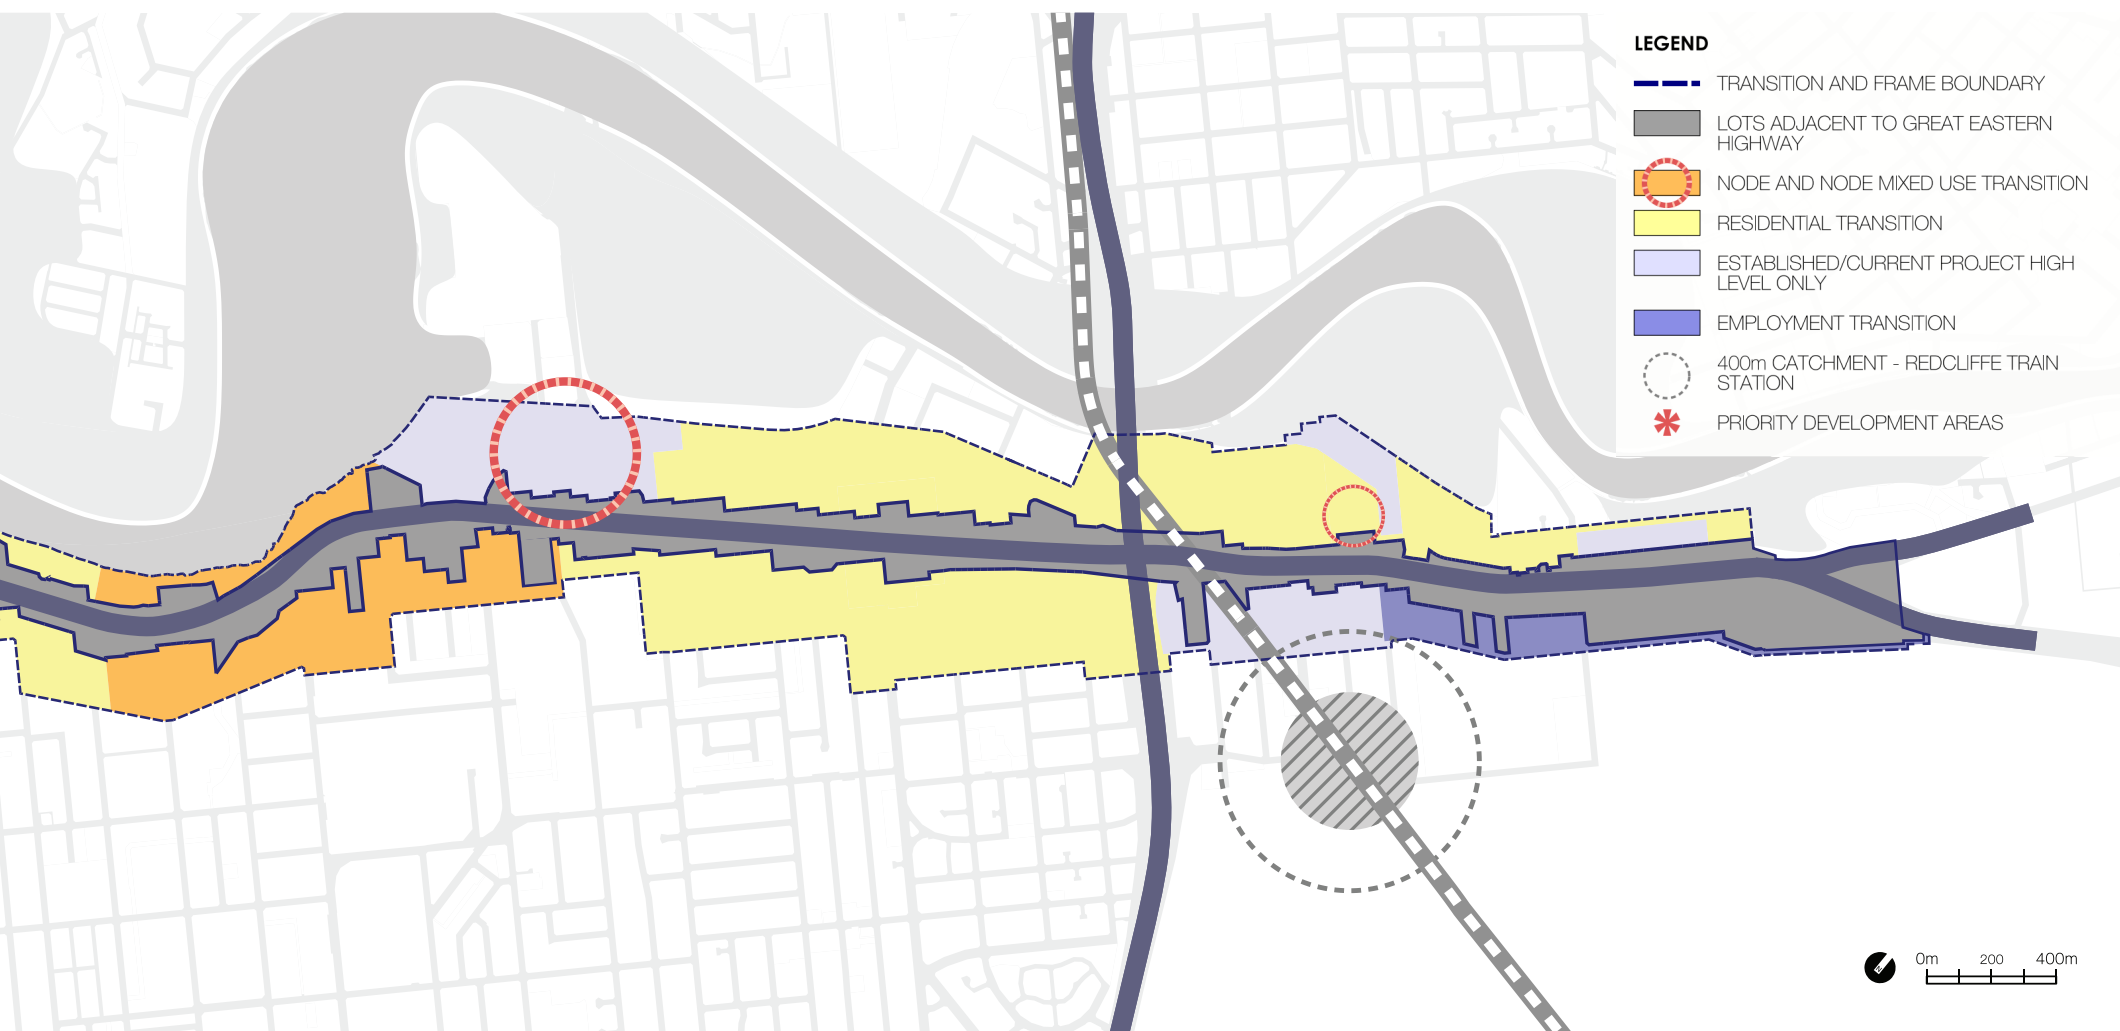 LEGEND
TRANSITION AND FRAME BOUNDARY
LOTS ADJACENT TO GREAT EASTERN
HIGHWAY
NODE AND NODE MIXED USE TRANSITION
RESIDENTIAL TRANSITION
ESTABLISHED/CURRENT PROJECT HIGH
LEVEL ONLY
EMPLOYMENT TRANSITION
400m CATCHMENT - REDCLIFFE TRAIN
STATION
PRIORITY DEVELOPMENT AREAS
0m 200 400m